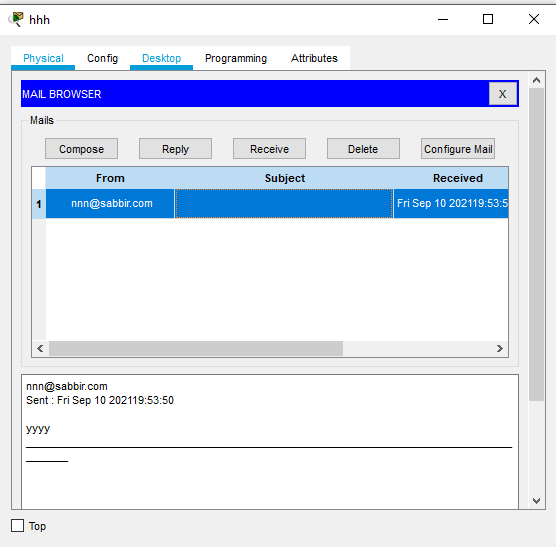 hhh
Physical Config Desktop Programming Attributes
MAIL BROWSER X
Mails
Compose Reply Receive Delete Configure Mail
From Subject Received
1 nnn@sabbir.com Fri Sep 10 202119:53:5
nnn@sabbir.com
Sent : Fri Sep 10 202119:53:50
yyyy
Top